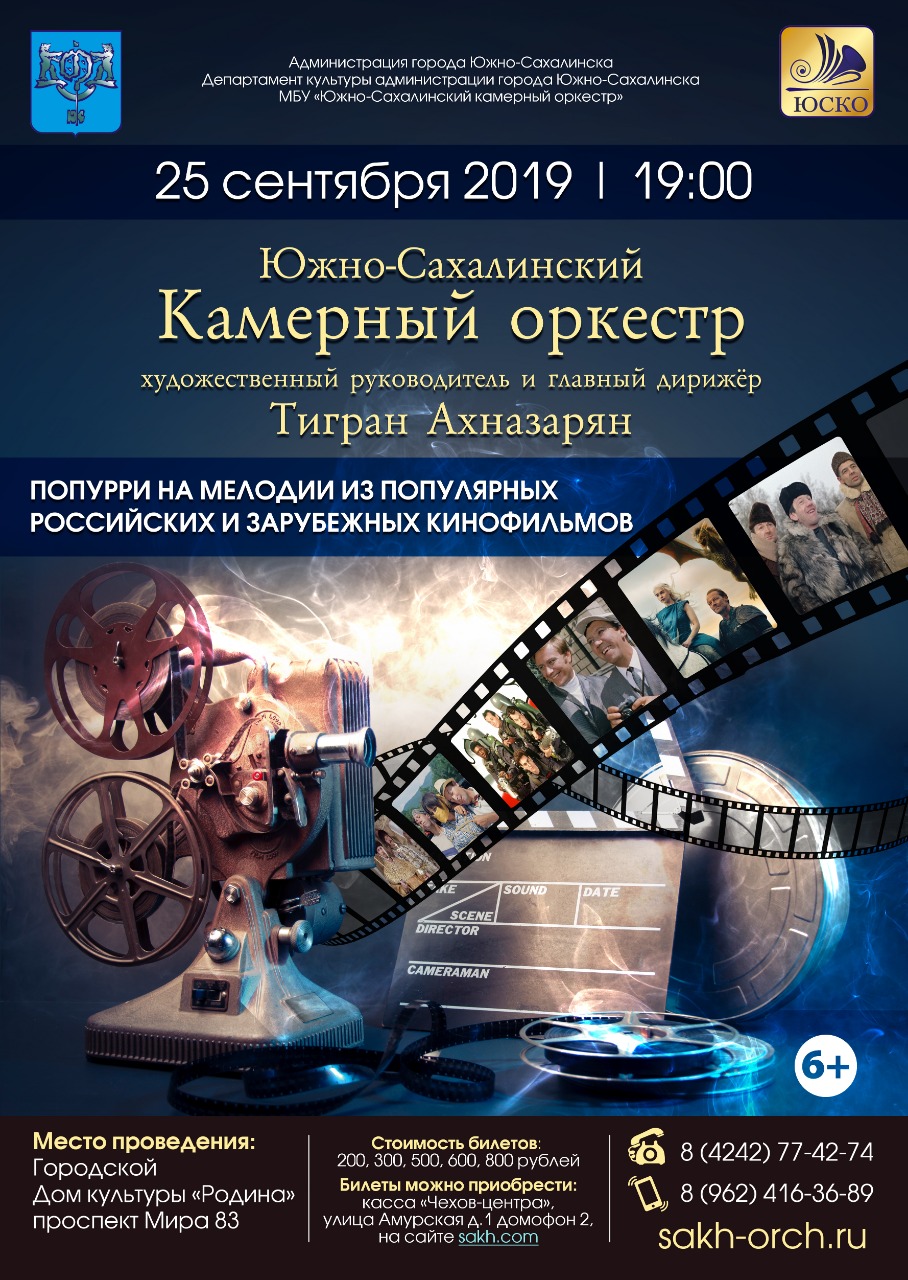 Администрация города Южно-Сахалинска
Департамент культуры администрации города Южно-Сахалинска
МБУ «Южно-Сахалинский камерный оркестр»
ЮС
ЮСКО
25 сентября 2019 | 19:00
Южно-Сахалинский
Камерный оркестр
художественный руководитель и главный дирижёр
Тигран Ахназарян
ПОПУРРИ НА МЕЛОДИИ ИЗ ПОПУЛЯРНЫХ
РОССИЙСКИХ И ЗАРУБЕЖНЫХ КИНОФИЛЬМОВ
SOUND DATE
SCENE
DIRECTOR
CAMERAMAN
6+
Место проведения:
Городской
Дом культуры «Родина»
проспект Мира 83
Стоимость билетов:
200, 300, 500, 600, 800 рублей
Билеты можно приобрести:
касса «Чехов-центра»,
улица Амурская д.1 домофон 2,
на сайте sakh.com
8 (4242) 77-42-74
8 (962) 416-36-89
sakh-orch.ru